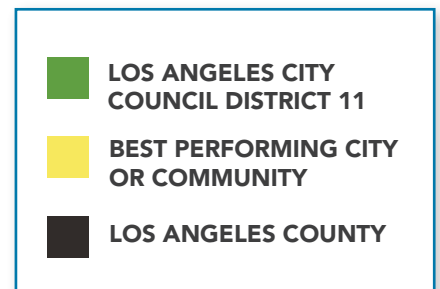 LOS ANGELES CITY
COUNCIL DISTRICT 11
BEST PERFORMING CITY
OR COMMUNITY
LOS ANGELES COUNTY